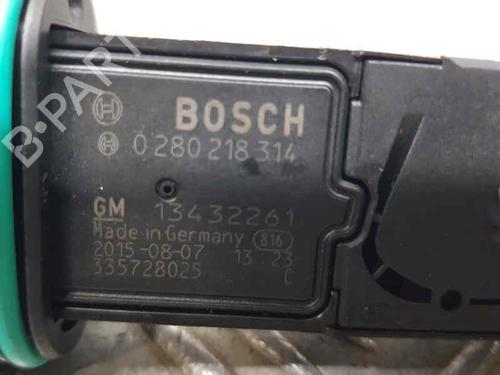 B-PART
BOSCH
0 280 218 314
GM 13432261
Made in Germany 816
2015-08-07 13:23
335728025 C